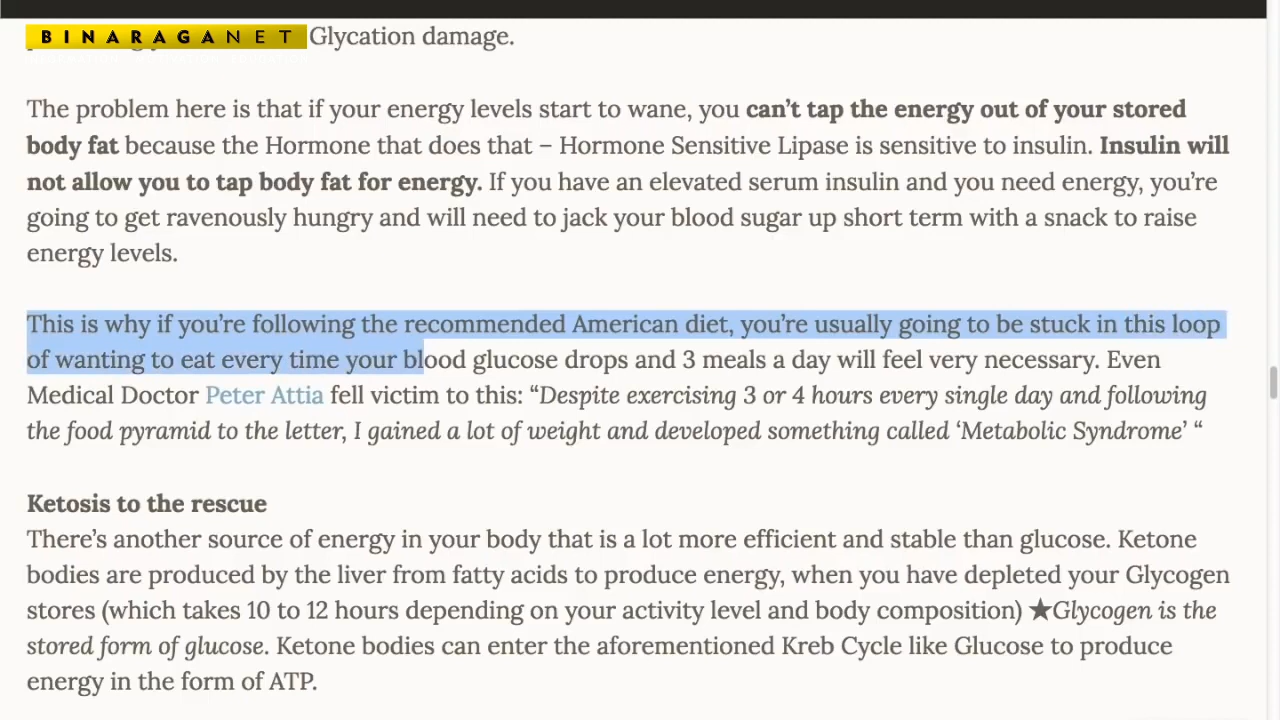 BINARAGANET Glycation damage.
The problem here is that if your energy levels start to wane, you can’t tap the energy out of your stored
body fat because the Hormone that does that – Hormone Sensitive Lipase is sensitive to insulin. Insulin will
not allow you to tap body fat for energy. If you have an elevated serum insulin and you need energy, you’re
going to get ravenously hungry and will need to jack your blood sugar up short term with a snack to raise
energy levels.
This is why if you’re following the recommended American diet, you’re usually going to be stuck in this loop
of wanting to eat every time your blood glucose drops and 3 meals a day will feel very necessary. Even
Medical Doctor Peter Attia fell victim to this: “Despite exercising 3 or 4 hours every single day and following
the food pyramid to the letter, I gained a lot of weight and developed something called ‘Metabolic Syndrome’ “
Ketosis to the rescue
There’s another source of energy in your body that is a lot more efficient and stable than glucose. Ketone
bodies are produced by the liver from fatty acids to produce energy, when you have depleted your Glycogen
stores (which takes 10 to 12 hours depending on your activity level and body composition) ★Glycogen is the
stored form of glucose. Ketone bodies can enter the aforementioned Kreb Cycle like Glucose to produce
energy in the form of ATP.